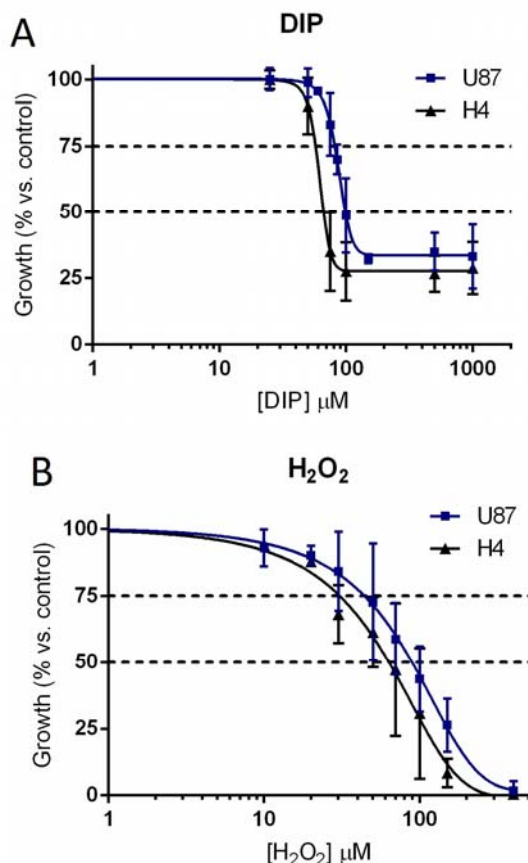 A
DIP
U87
H4
Growth (% vs. control)
100
75
50
25
0
1
10
100
1000
[DIP] µM
B
H₂O₂
U87
H4
Growth (% vs. control)
100
75
50
25
0
1
10
100
[H₂O₂] µM